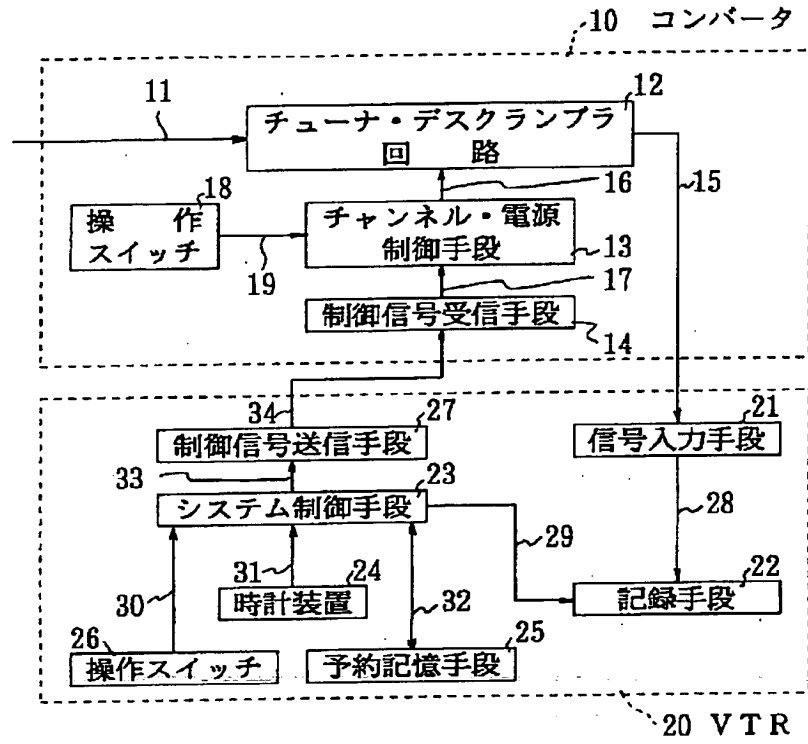 10 コンバータ
11
12
チューナ・デスクランプラ
回 路
18
操 作
スイッチ
16
15
チャンネル・電源
制御手段
13
19
17
制御信号受信手段
14
34
27
制御信号送信手段
21
信号入力手段
33
23
システム制御手段
28
29
30
31
24
時計装置
32
22
記録手段
26
操作スイッチ
25
予約記憶手段
20 VTR